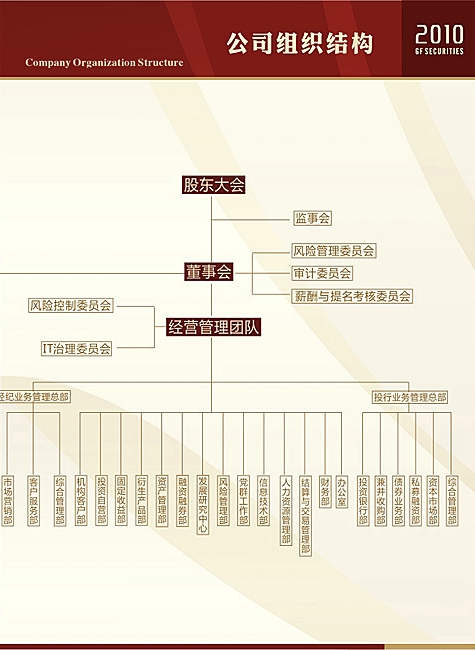 公司组织结构
2010
GF SECURITIES
Company Organization Structure
股东大会
监事会
董事会
风险管理委员会
审计委员会
薪酬与提名考核委员会
风险控制委员会
经营管理团队
IT治理委员会
经纪业务管理总部
投行业务管理总部
市场营销部
客户服务部
综合管理部
机构客户部
投资自营部
固定收益部
衍生产品部
资产管理部
融资融券部
发展研究中心
风险管理部
党群工作部
信息技术部
人力资源管理部
结算与交易管理部
财务部
办公室
投资银行部
兼并收购部
债券业务部
私募融资部
资本市场部
综合管理部